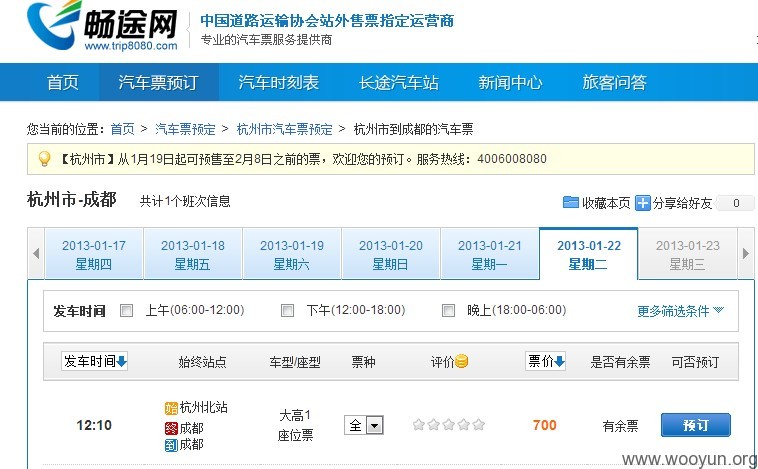 畅途网
www.trip8080.com
中国道路运输协会站外售票指定运营商
专业的汽车票服务提供商
首页 汽车票预订 汽车时刻表 长途汽车站 新闻中心 旅客问答
您当前的位置：首页 > 汽车票预定 > 杭州市汽车票预定 > 杭州市到成都的汽车票
【杭州市】从1月19日起可预售至2月8日之前的票，欢迎您的预订。服务热线：4006008080
杭州市-成都 共计1个班次信息 收藏本页 分享给好友 0
2013-01-17 2013-01-18 2013-01-19 2013-01-20 2013-01-21 2013-01-22 2013-01-23
星期四 星期五 星期六 星期日 星期一 星期二 星期三
发车时间 上午(06:00-12:00) 下午(12:00-18:00) 晚上(18:00-06:00) 更多筛选条件
发车时间 始终站点 车型/座型 票种 评价 票价 是否有余票 可否预订
始 杭州北站
12:10 终 成都 大高1 座位票 全 700 有余票 预订
到 成都
www.wooyun.org